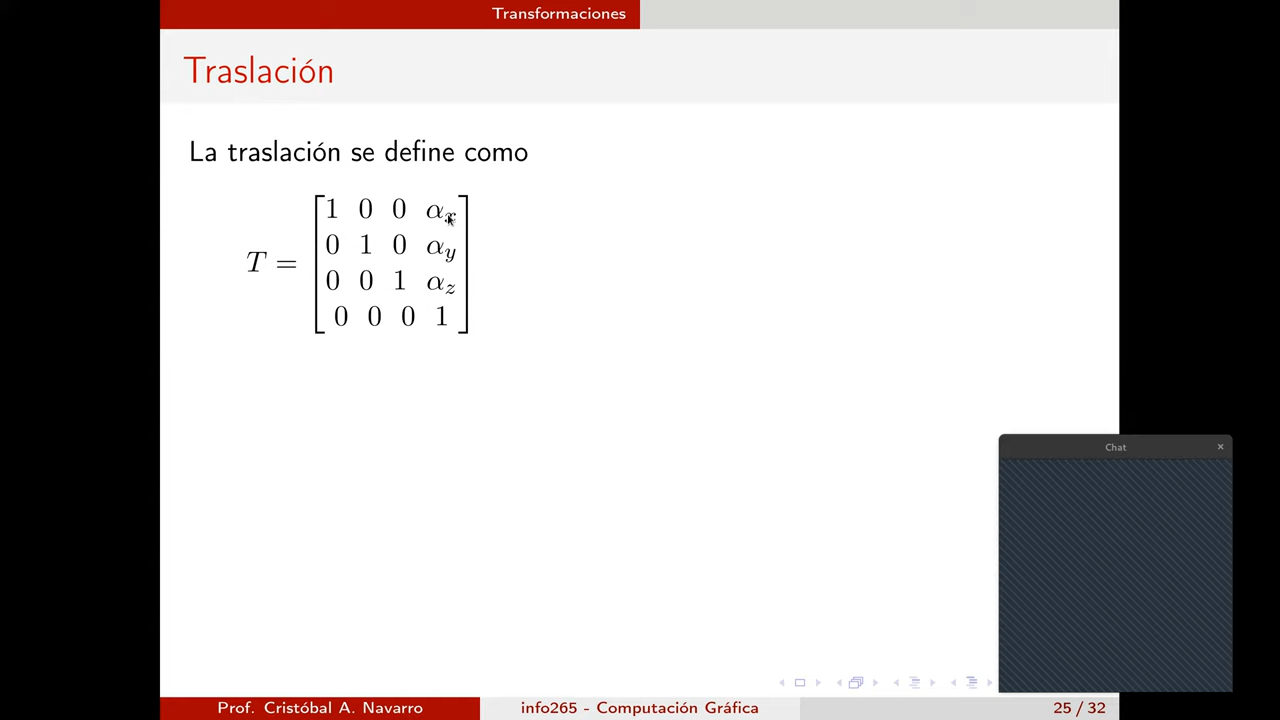 Transformaciones
Traslación
La traslación se define como
T =
1 0 0 αx
0 1 0 αy
0 0 1 αz
0 0 0 1
Chat ×
Prof. Cristóbal A. Navarro info265 - Computación Gráfica 25 / 32